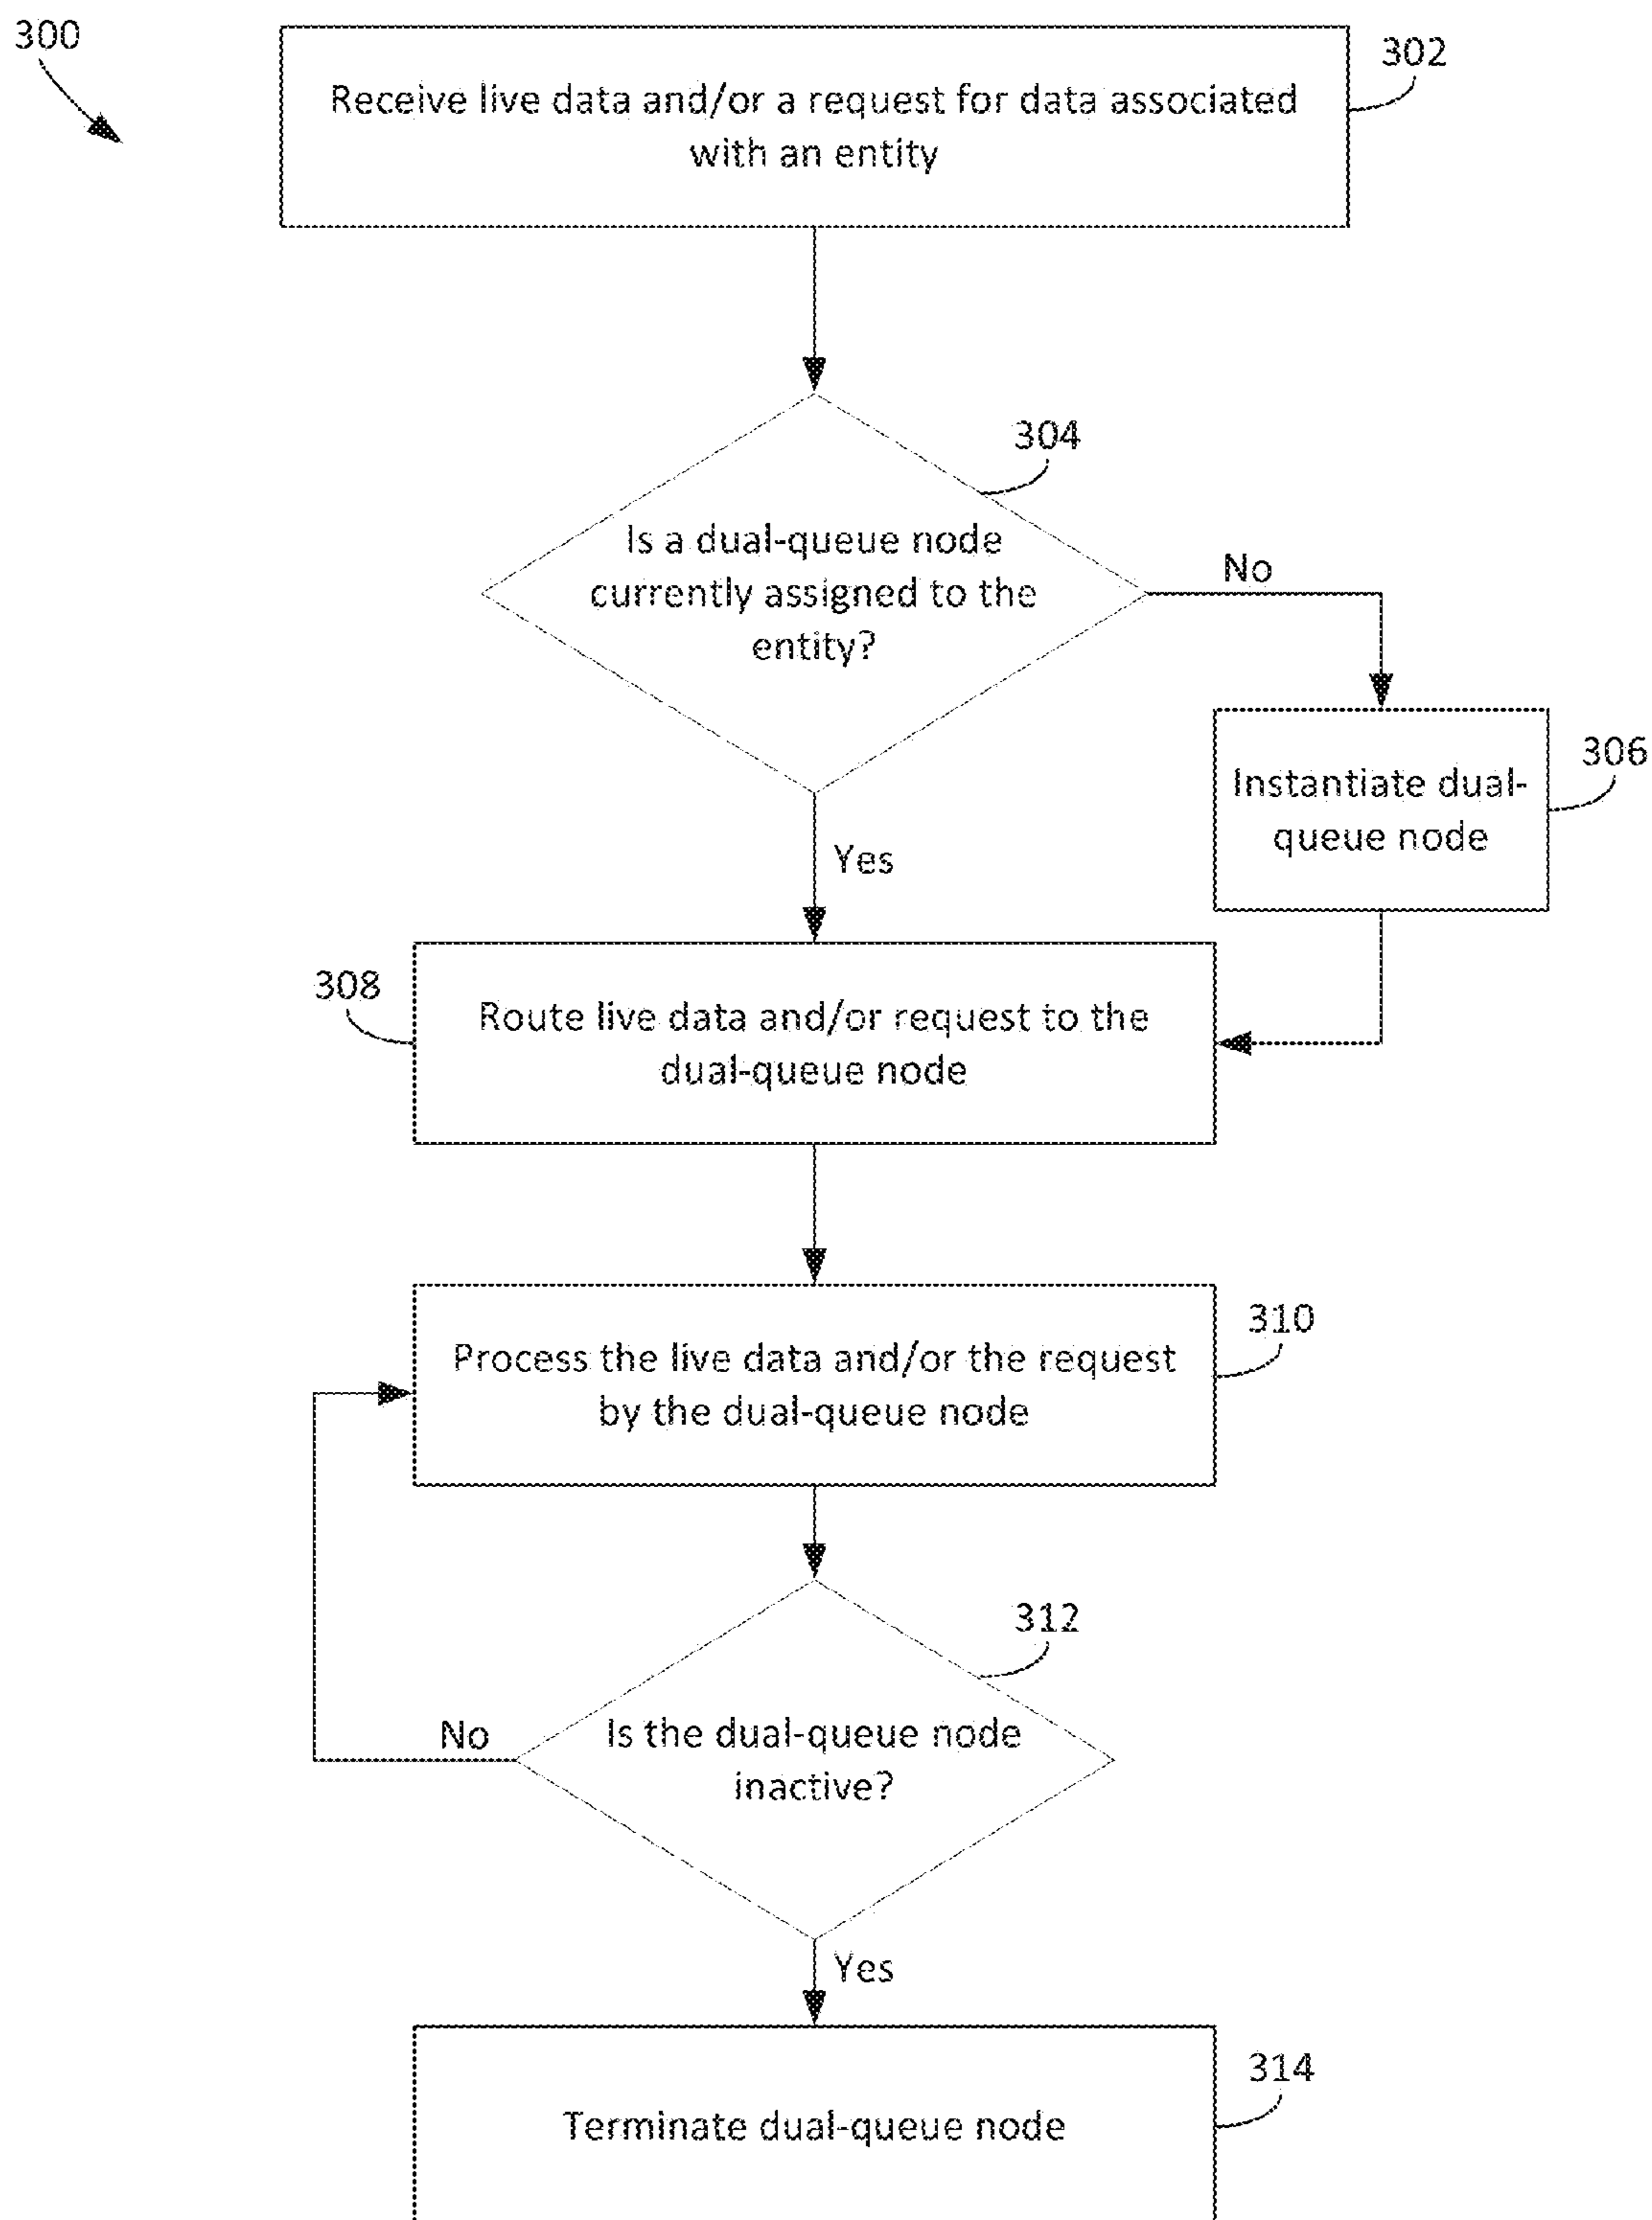 300
302
Receive live data and/or a request for data associated
with an entity
304
Is a dual-queue node
currently assigned to the
entity?
No
306
Instantiate dual-
queue node
Yes
308
Route live data and/or request to the
dual-queue node
310
Process the live data and/or the request
by the dual-queue node
312
Is the dual-queue node
inactive?
No
Yes
314
Terminate dual-queue node